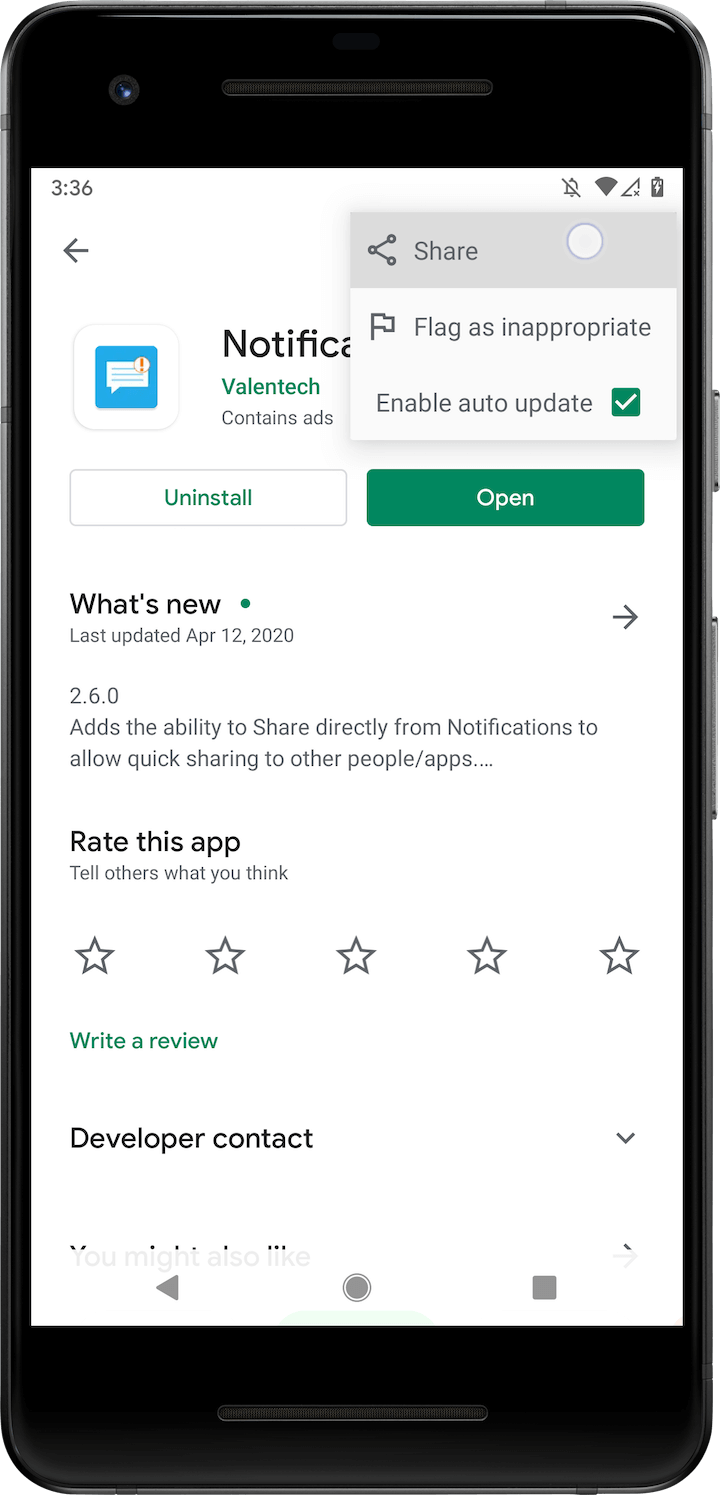 3:36
Share
Flag as inappropriate
Enable auto update
Valentech
Contains ads
Uninstall
Open
What's new
Last updated Apr 12, 2020
2.6.0
Adds the ability to Share directly from Notifications to
allow quick sharing to other people/apps....
Rate this app
Tell others what you think
Write a review
Developer contact
You might also like